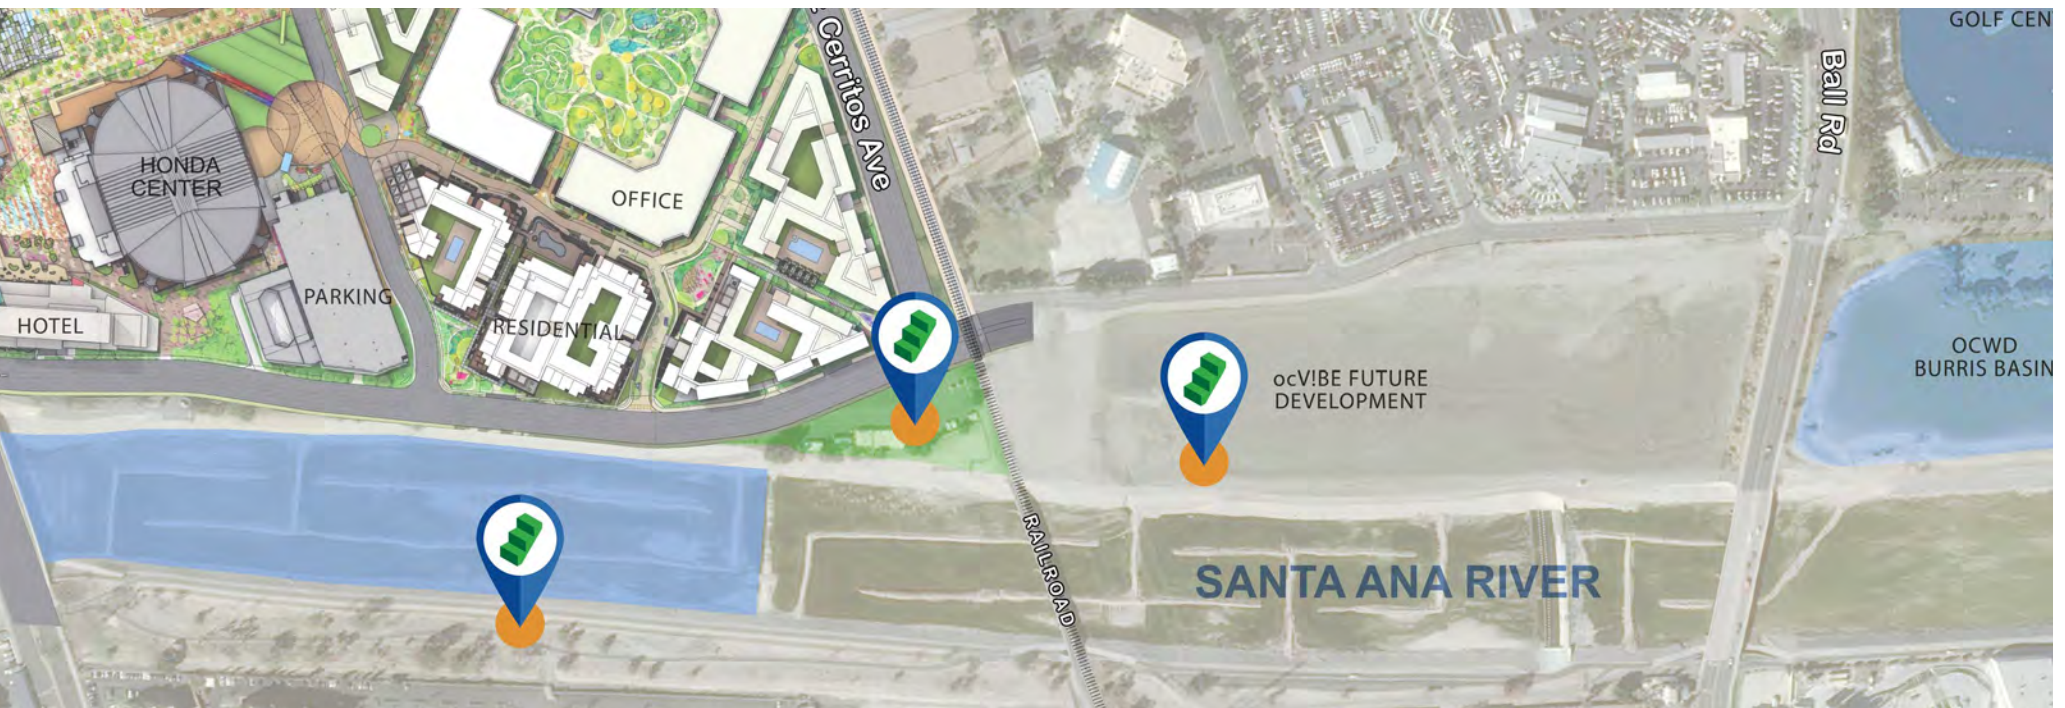 GOLF CEN
Cerritos Ave
Ball Rd
HONDA
CENTER
OFFICE
PARKING
HOTEL
RESIDENTIAL
OCWD
BURRIS BASIN
ocV!BE FUTURE
DEVELOPMENT
RAILROAD
SANTA ANA RIVER